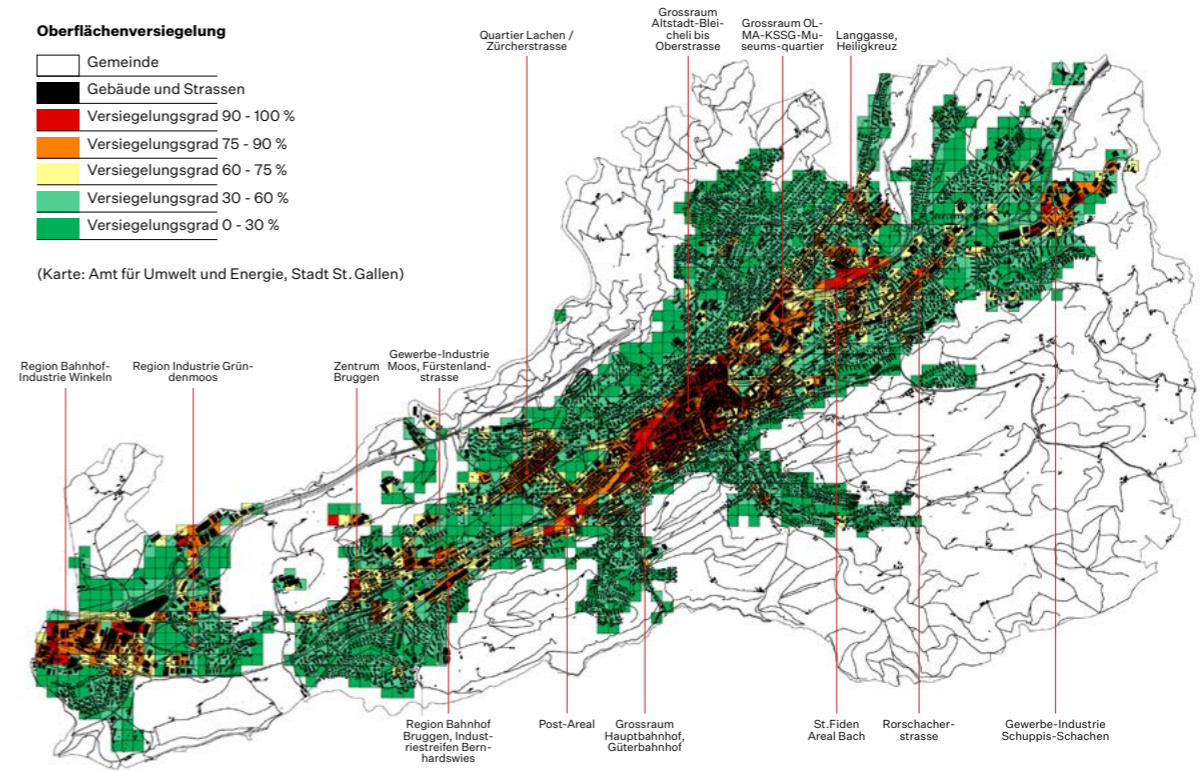 Oberflächenversiegelung
Gemeinde
Gebäude und Strassen
Versiegelungsgrad 90 - 100 %
Versiegelungsgrad 75 - 90 %
Versiegelungsgrad 60 - 75 %
Versiegelungsgrad 30 - 60 %
Versiegelungsgrad 0 - 30 %
(Karte: Amt für Umwelt und Energie, Stadt St. Gallen)
Quartier Lachen /
Zürcherstrasse
Grossraum
Altstadt-Blei-
cheli bis
Oberstrasse
Grossraum OL-
MA-KSSG-Mu-
seums-quartier
Langgasse,
Heiligkreuz
Region Bahnhof-
Industrie Winkeln
Region Industrie Grün-
denmoos
Zentrum
Bruggen
Gewerbe-Industrie
Moos, Fürstenland-
strasse
Region Bahnhof
Bruggen, Indust-
riestreifen Bern-
hardswies
Post-Areal
Grossraum
Hauptbahnhof,
Güterbahnhof
St.Fiden
Areal Bach
Rorschacher-
strasse
Gewerbe-Industrie
Schuppis-Schachen